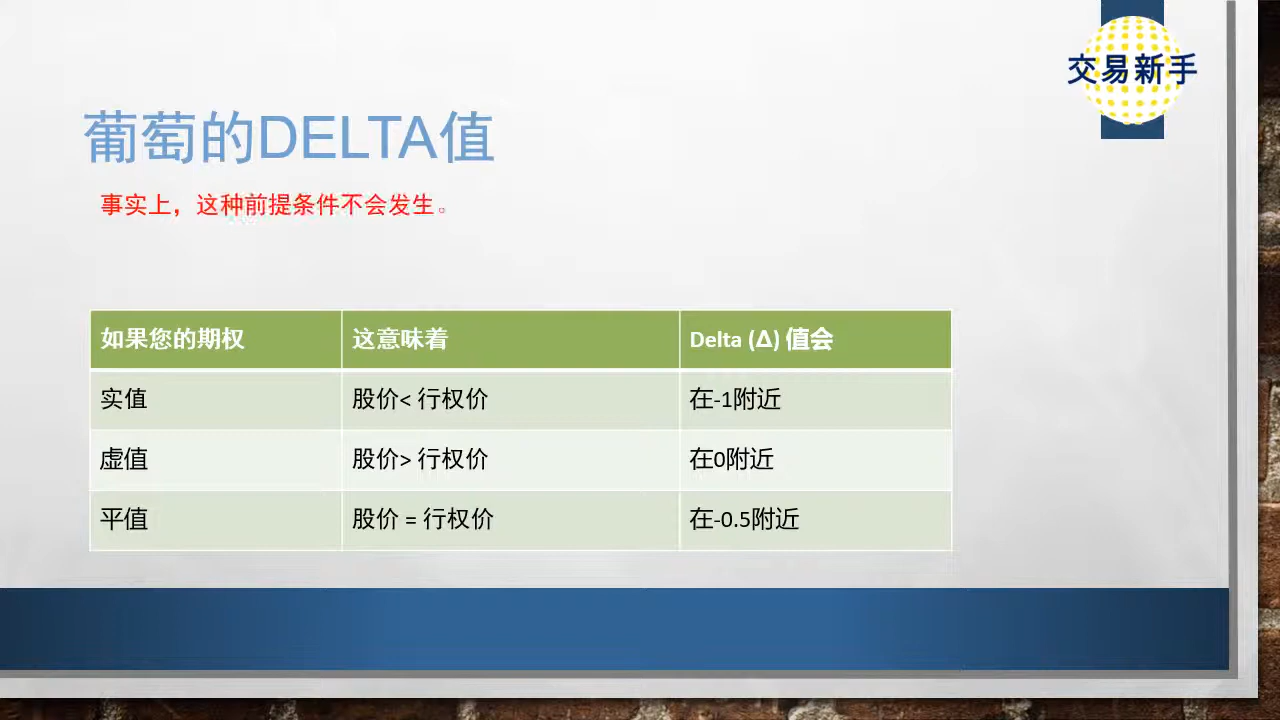 交易新手
葡萄的DELTA值
事实上，这种前提条件不会发生。
如果您的期权 这意味着 Delta (Δ) 值会
实值 股价< 行权价 在-1附近
虚值 股价> 行权价 在0附近
平值 股价 = 行权价 在-0.5附近